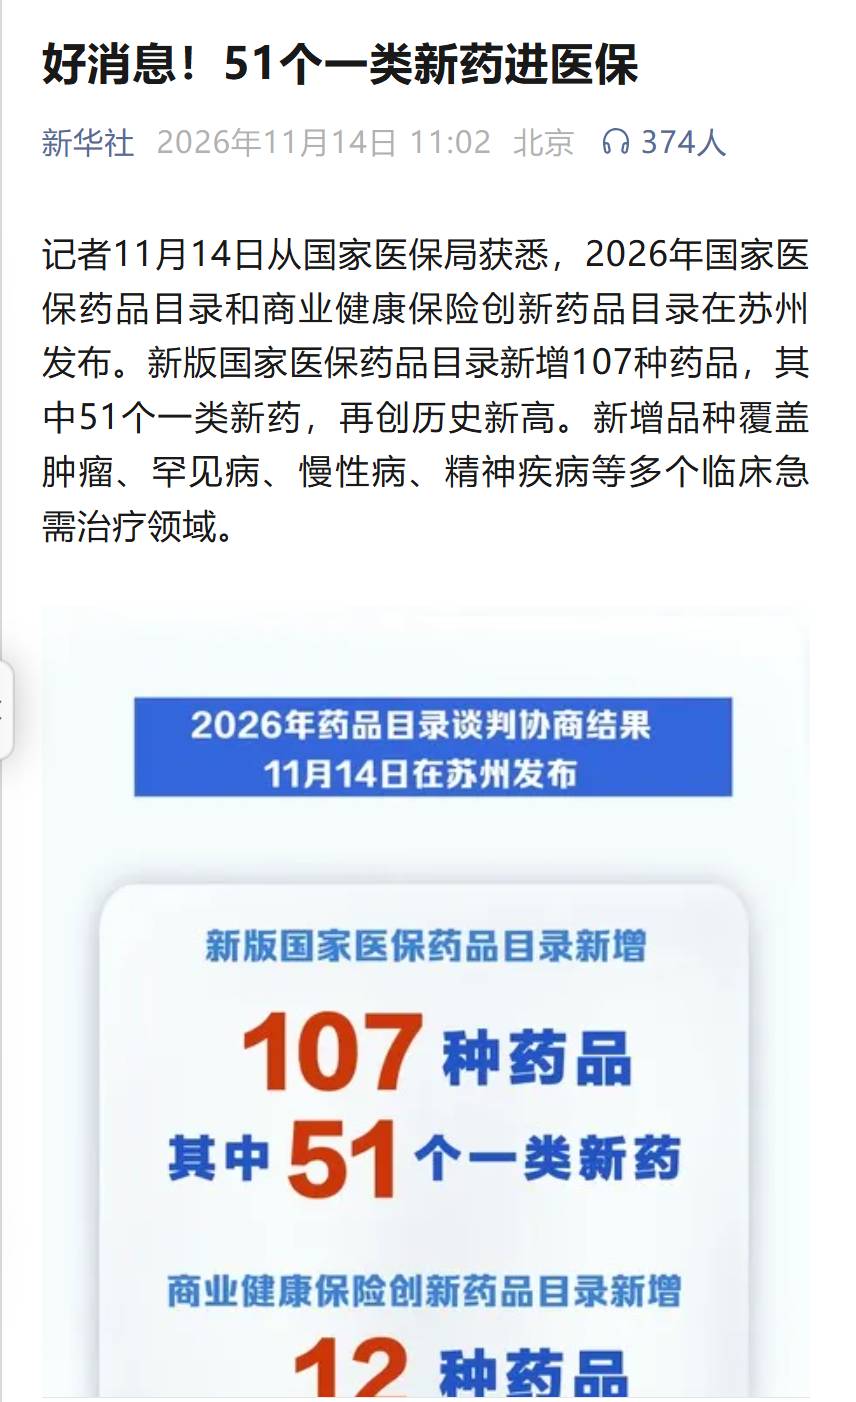 好消息！51个一类新药进医保
新华社 2026年11月14日 11:02 北京 374人
记者11月14日从国家医保局获悉，2026年国家医
保药品目录和商业健康保险创新药品目录在苏州
发布。新版国家医保药品目录新增107种药品，其
中51个一类新药，再创历史新高。新增品种覆盖
肿瘤、罕见病、慢性病、精神疾病等多个临床急
需治疗领域。
2026年药品目录谈判协商结果
11月14日在苏州发布
新版国家医保药品目录新增
107种药品
其中51个一类新药
商业健康保险创新药品目录新增
12种药品